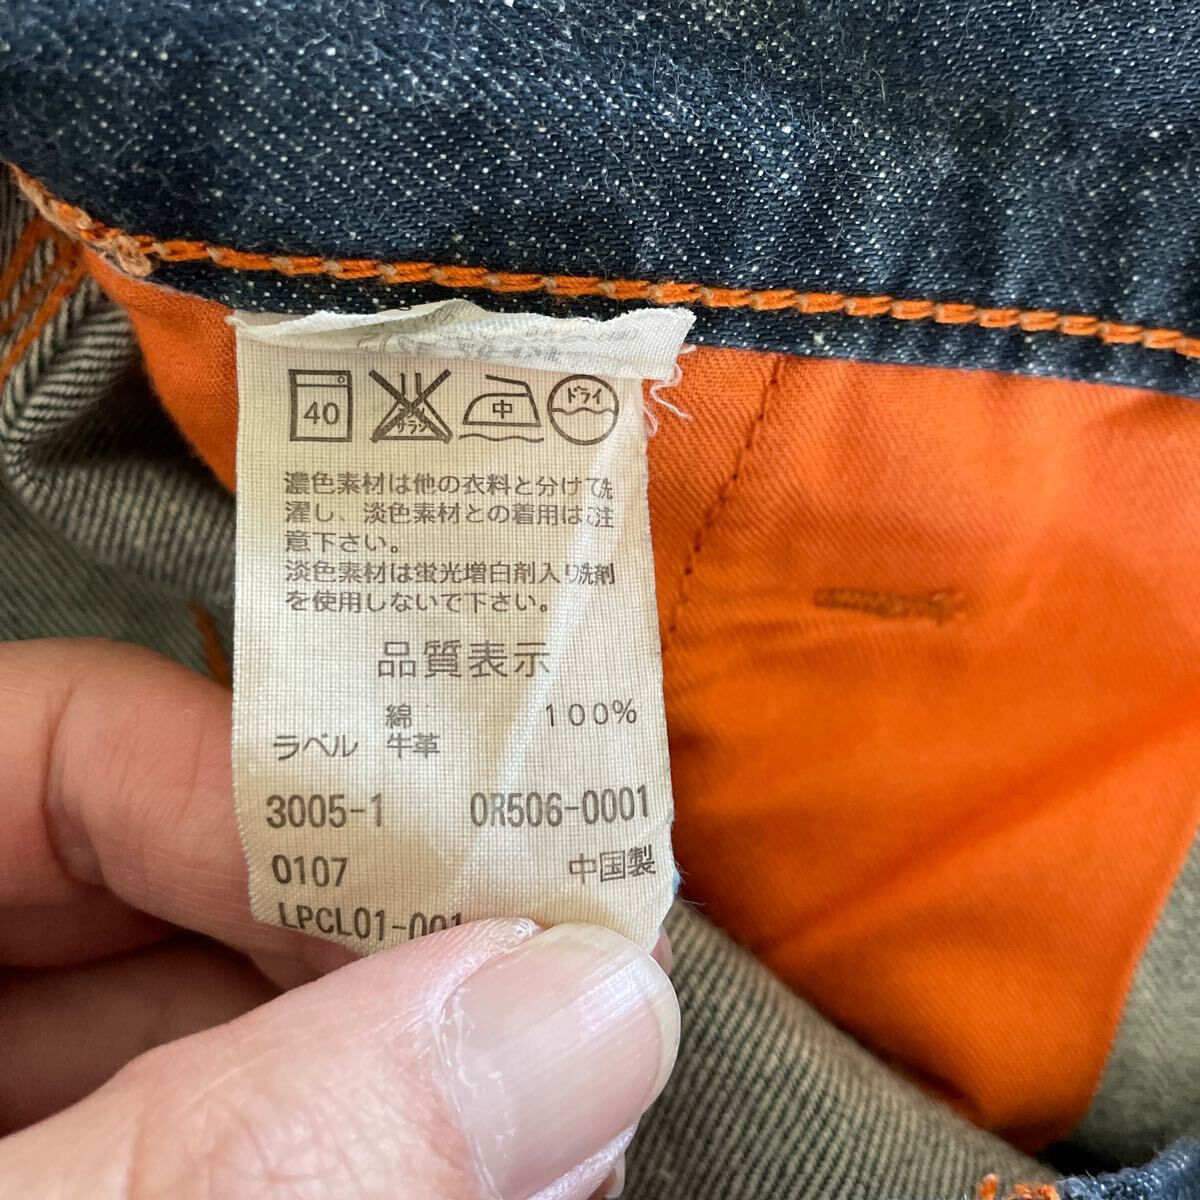 40 サラシ 中 ドライ
濃色素材は他の衣料と分けて洗
濯し、淡色素材との着用はご注
意下さい。
淡色素材は蛍光増白剤入り洗剤
を使用しないで下さい。
品質表示
綿 100%
ラベル 牛革
3005-1 0R506-0001
0107 中国製
LPCL01-001